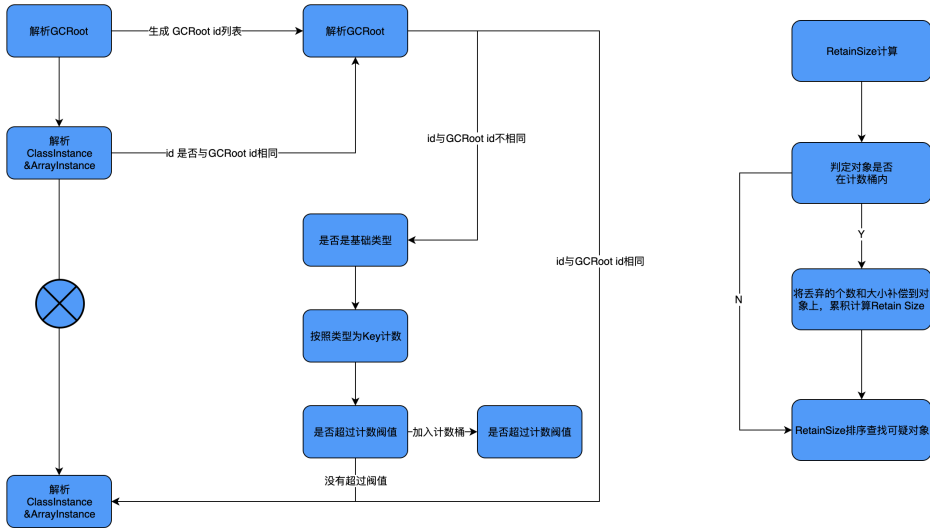 解析GCRoot
生成 GCRoot id列表
解析GCRoot
解析
ClassInstance
&ArrayInstance
id 是否与GCRoot id相同
id与GCRoot id不相同
是否是基础类型
id与GCRoot id相同
按照类型为Key计数
是否超过计数阀值
加入计数桶
是否超过计数阀值
没有超过阀值
解析
ClassInstance
&ArrayInstance
RetainSize计算
判定对象是否
在计数桶内
Y
N
将丢弃的个数和大小补偿到对
象上，累积计算Retain Size
RetainSize排序查找可疑对象